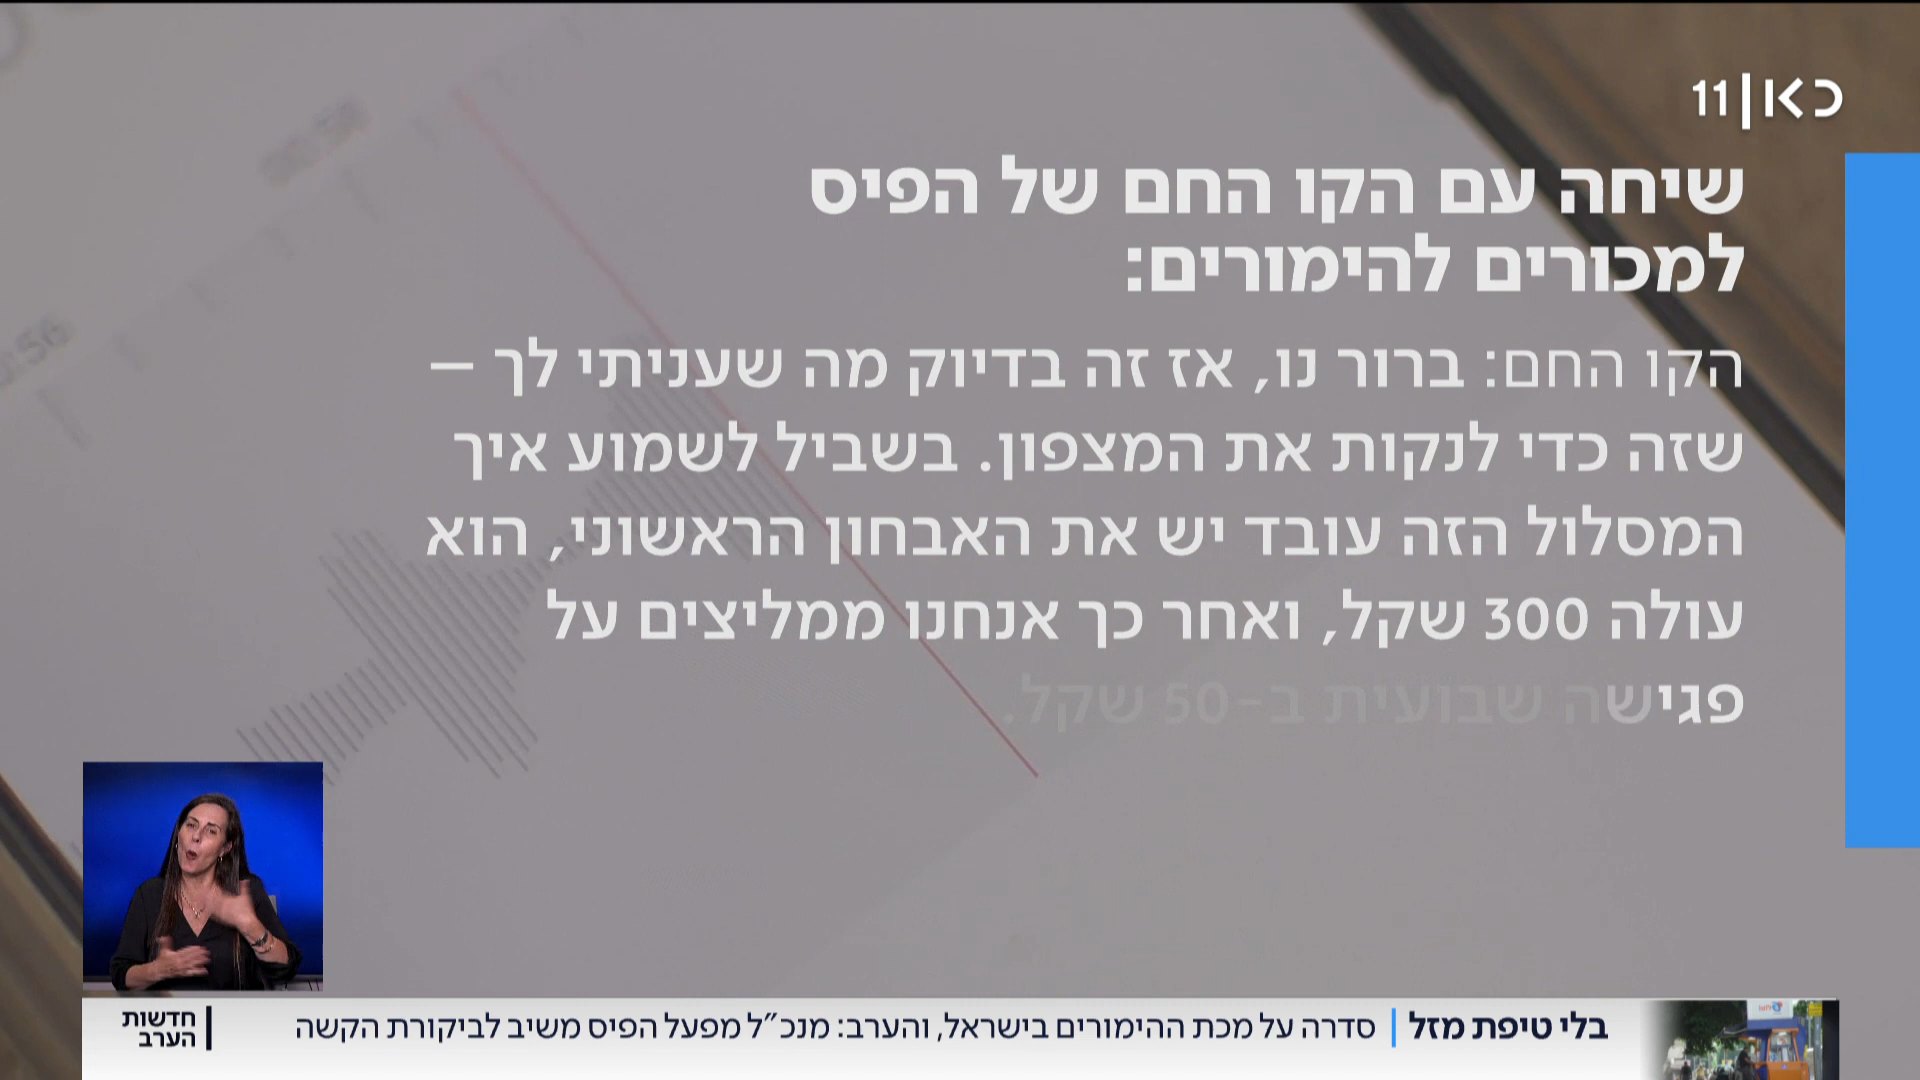 כאן 11
שיחה עם הקו החם של הפיס
למכורים להימורים:
הקו החם: ברור נו, אז זה בדיוק מה שעניתי לך –
שזה כדי לנקות את המצפון. בשביל לשמוע איך
המסלול הזה עובד יש את האבחון הראשוני, הוא
עולה 300 שקל, ואחר כך אנחנו ממליצים על
פגישה שבועית ב-50 שקל.
בלי טיפת מזל | סדרה על מכת ההימורים בישראל, והערב: מנכ"ל מפעל הפיס משיב לביקורת הקשה
חדשות
הערב